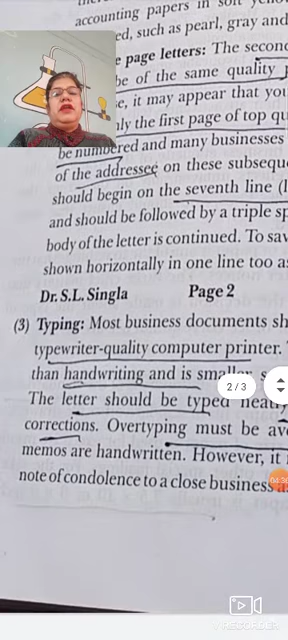 accounting papers in soft
ed, such as pearl, gray and
e page letters: The second
be of the same quality
e, it may appear that you
nly the first page of top qu
be numbered and many businesses
of the addressee on these subsequ
should begin on the seventh line (I
and should be followed by a triple sp
body of the letter is continued. To sav
shown horizontally in one line too as
Dr. S.L. Singla Page 2
(3) Typing: Most business documents sh
typewriter-quality computer printer.
than handwriting and is smaller s
2/3
The letter should be typed neatly
corrections. Overtyping must be avo
memos are handwritten. However, it
04:36
note of condolence to a close business a